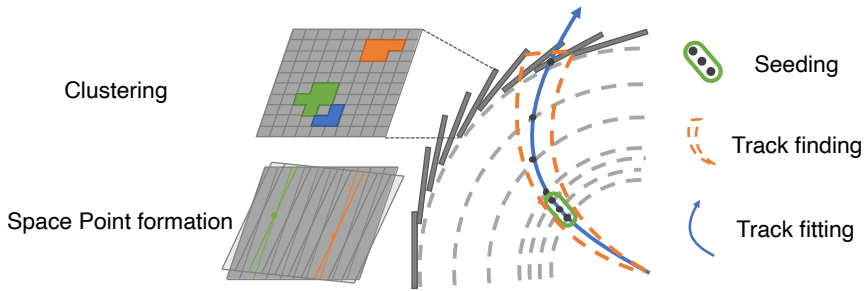 Clustering
Space Point formation
Seeding
Track finding
Track fitting